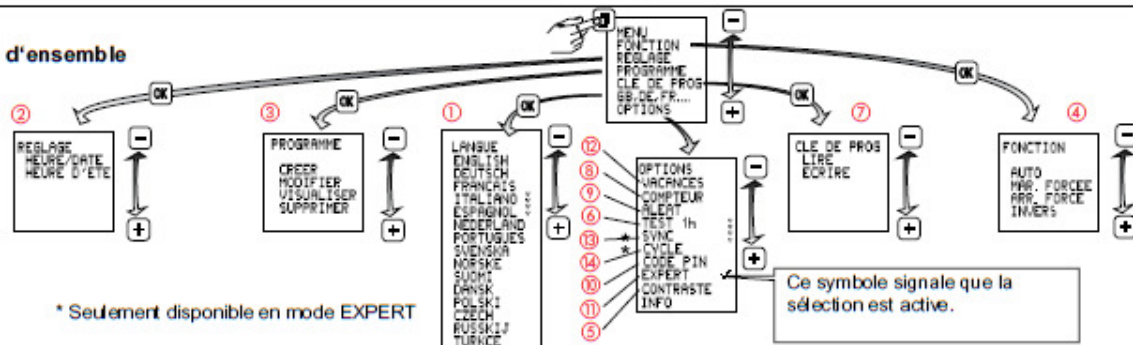 d'ensemble
MENU
FONCTION
REGLAGE
PROGRAMME
CLE DE PROG
GB,DE,FR....
OPTIONS
−
+
OK
OK
OK
OK
OK
②
REGLAGE
HEURE/DATE
HEURE D'ETE
−
+
③
PROGRAMME
CREER
MODIFIER
VISUALISER
SUPPRIMER
−
+
①
LANGUE
ENGLISH
DEUTSCH
FRANCAIS
ITALIANO
ESPAGNOL
NEDERLAND
PORTUGUES
SVENSKA
NORSKE
SUOMI
DANSK
POLSKI
CZECH
RUSSKIJ
TURKCE
−
+
OPTIONS
⑫ VACANCES
⑧ COMPTEUR
⑨ ALEAT
⑥ TEST 1h
⑬ * SYNC
⑭ * CYCLE
⑩ CODE PIN
⑪ EXPERT ✓
⑤ CONTRASTE
INFO
−
+
⑦
CLE DE PROG
LIRE
ECRIRE
−
+
④
FONCTION
AUTO
MAR. FORCEE
ARR. FORCE
INVERS
−
+
Ce symbole signale que la
sélection est active.
* Seulement disponible en mode EXPERT